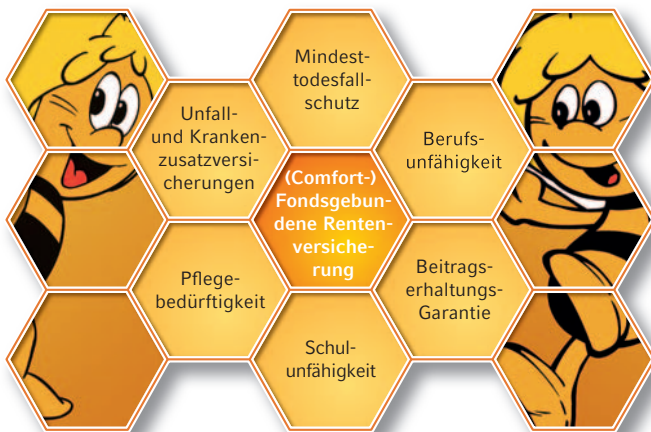 Mindest-
todesfall-
schutz
Unfall-
und Kranken-
zusatzversi-
cherungen
Berufs-
unfähigkeit
(Comfort-)
Fondsgebun-
dene Renten-
versiche-
rung
Pflege-
bedürftigkeit
Beitrags-
erhaltungs-
Garantie
Schul-
unfähigkeit